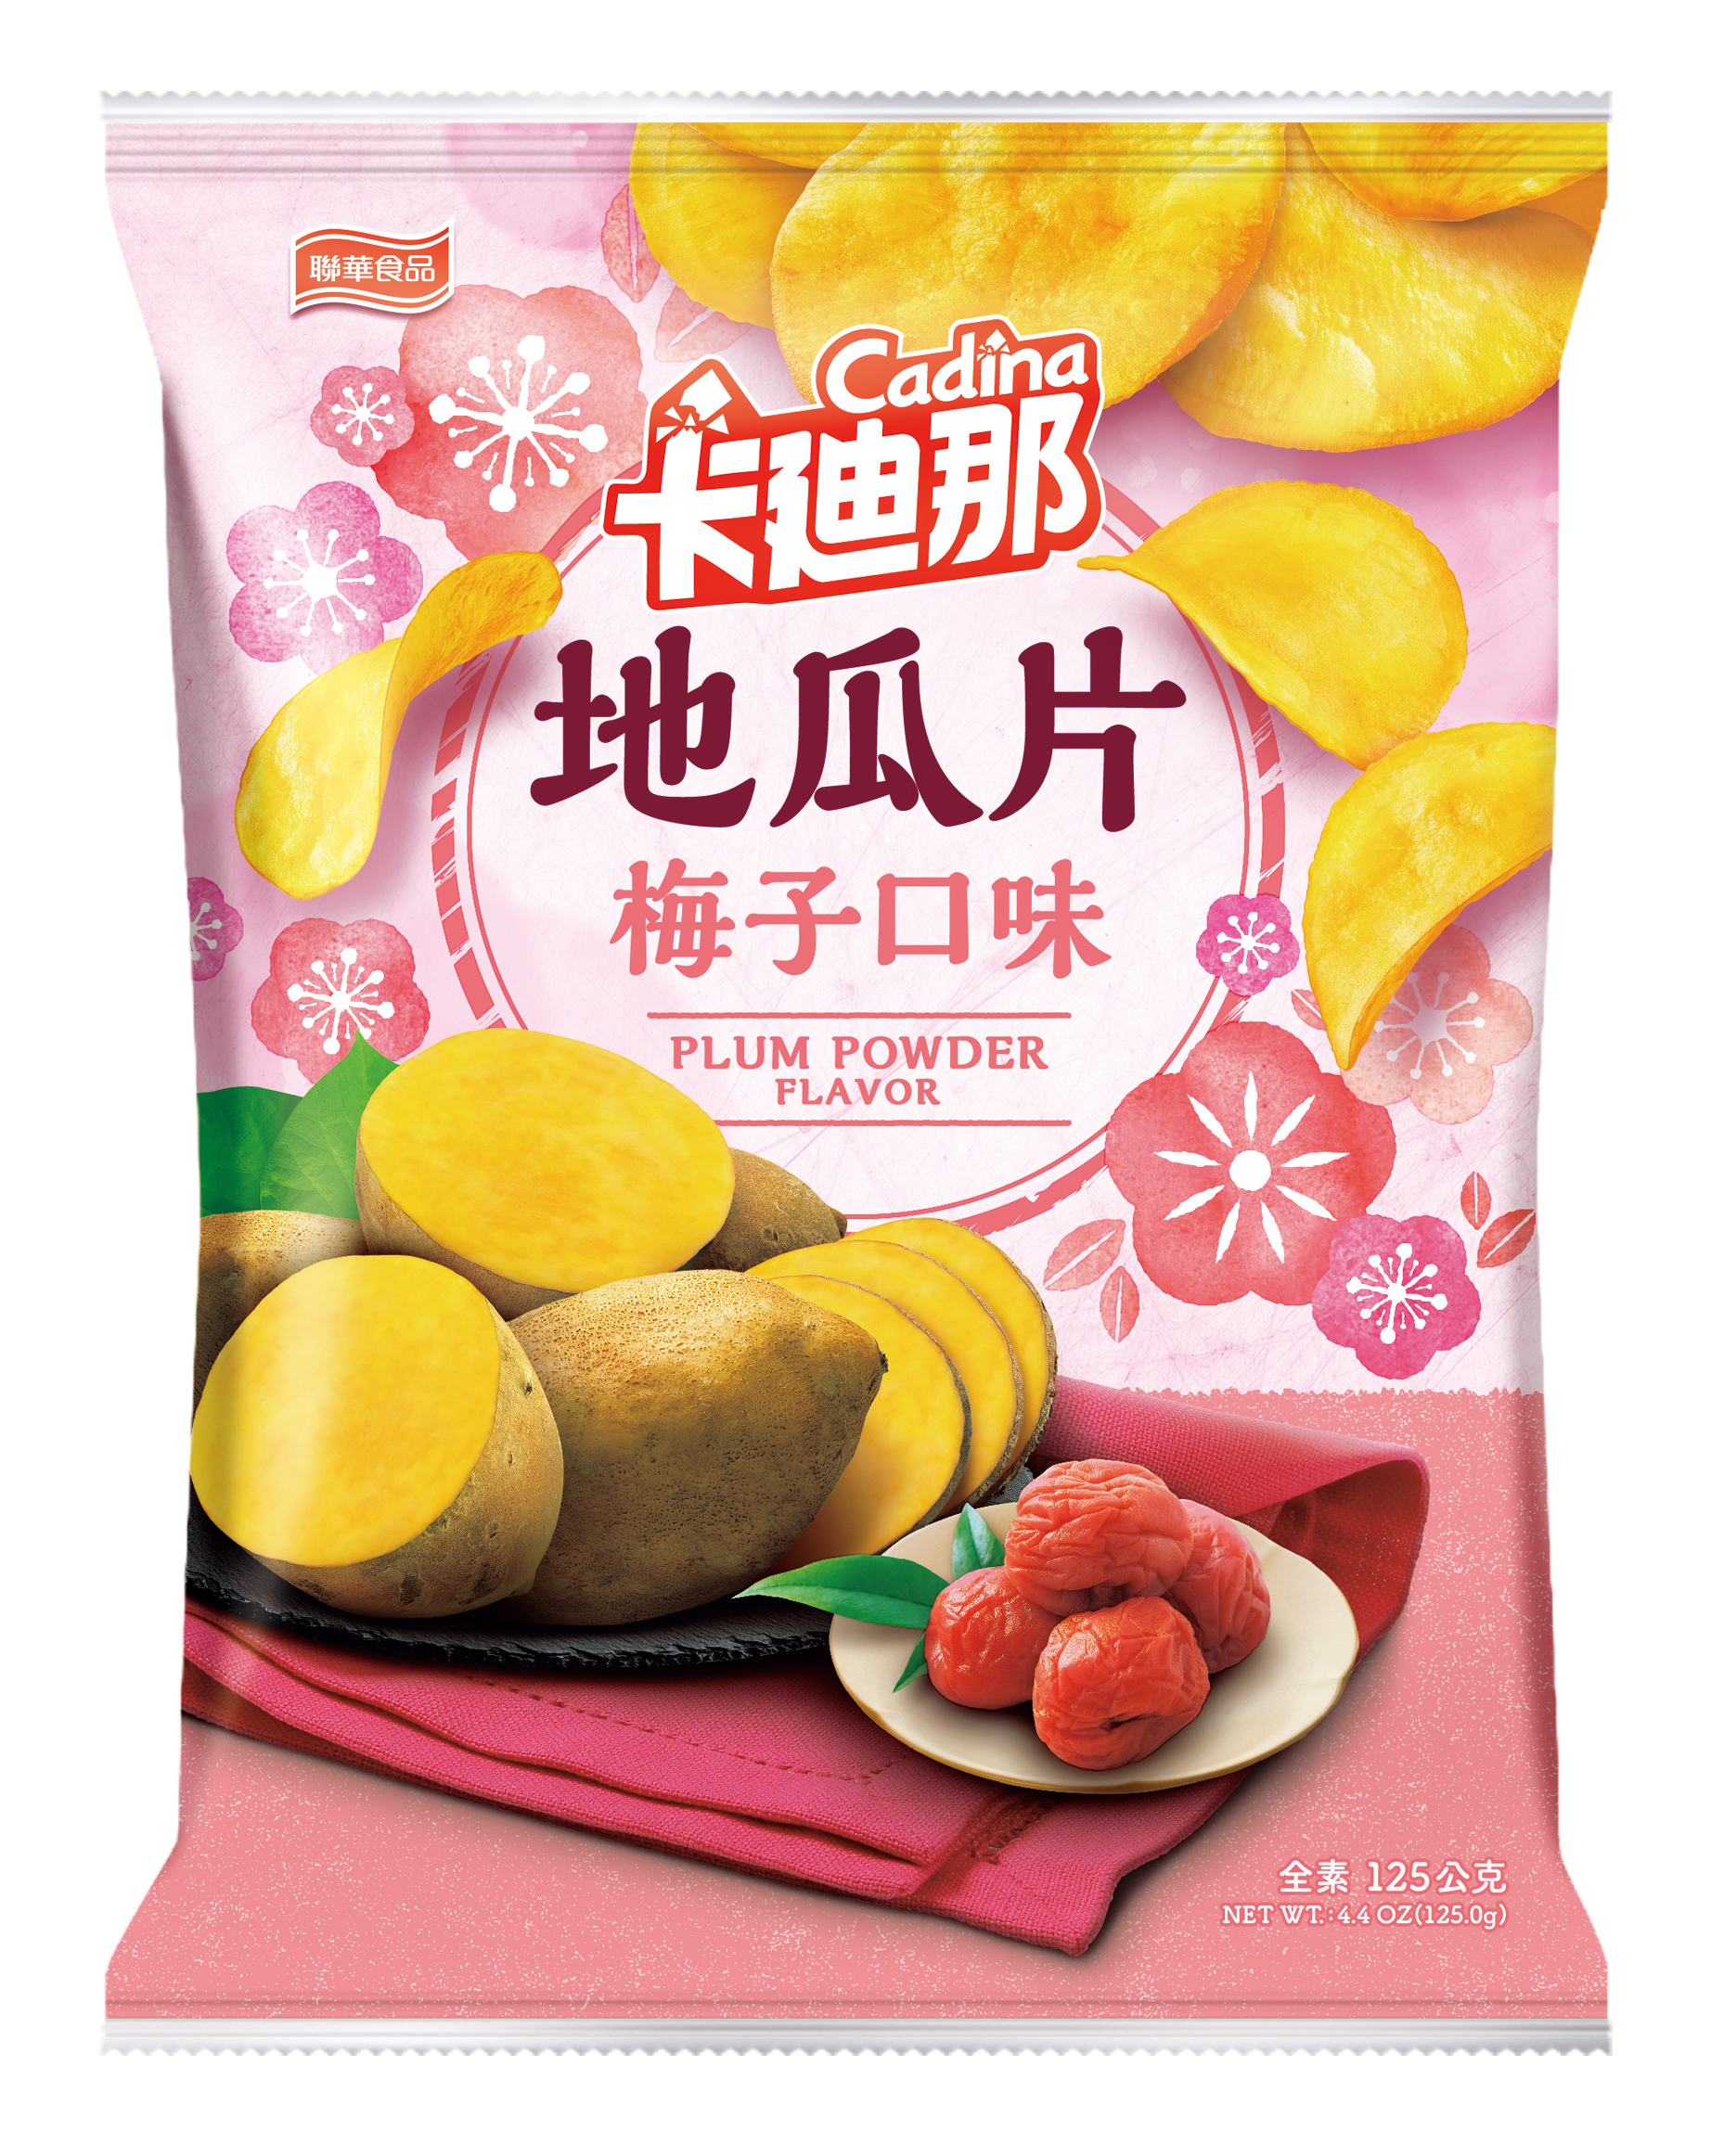 聯華食品
Cadina
卡迪那
地瓜片
梅子口味
PLUM POWDER
FLAVOR
全素 125公克
NET WT.:4.4 OZ(125.0g)